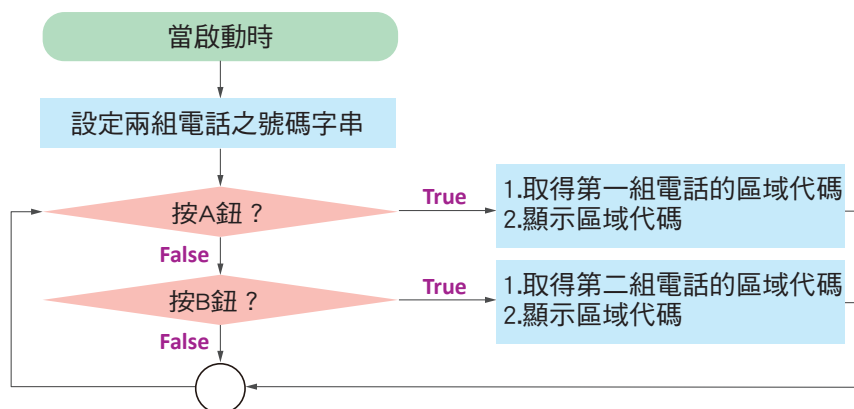 當啟動時
設定兩組電話之號碼字串
按A鈕？
True
1.取得第一組電話的區域代碼
2.顯示區域代碼
False
按B鈕？
True
1.取得第二組電話的區域代碼
2.顯示區域代碼
False